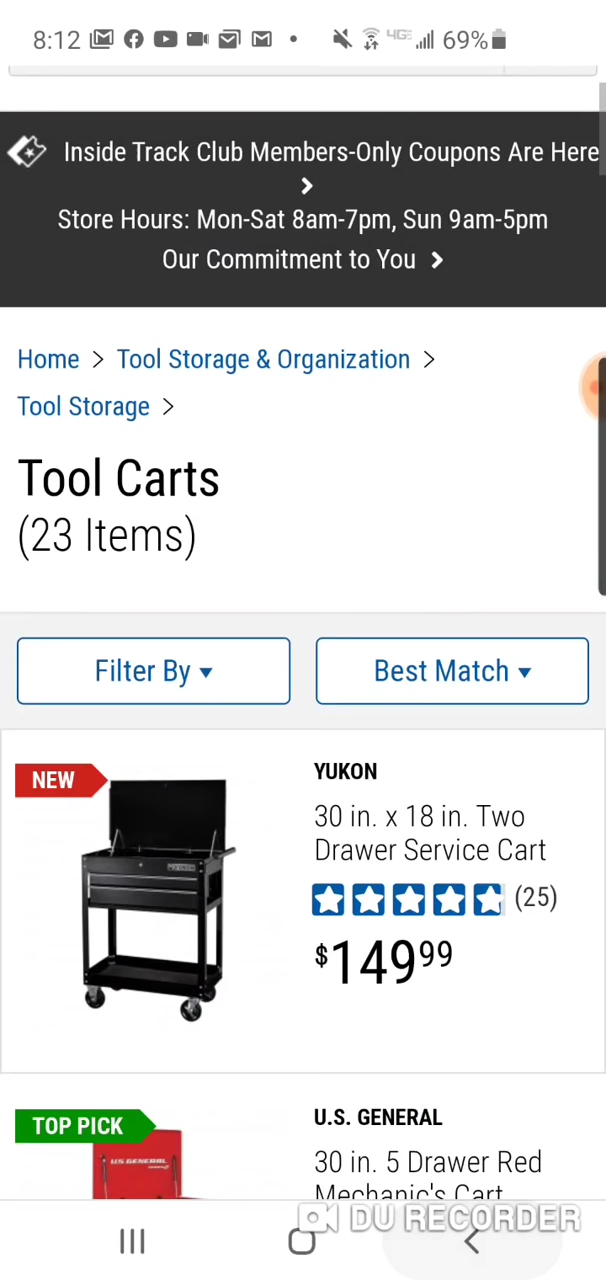 8:12
4GE 69%
Inside Track Club Members-Only Coupons Are Here
Store Hours: Mon-Sat 8am-7pm, Sun 9am-5pm
Our Commitment to You >
Home > Tool Storage & Organization >
Tool Storage >
Tool Carts
(23 Items)
Filter By ▾
Best Match ▾
NEW
YUKON
YUKON
30 in. x 18 in. Two
Drawer Service Cart
(25)
$149 99
TOP PICK
U.S. GENERAL
U.S. GENERAL
30 in. 5 Drawer Red
Mechanic's Cart
DU RECORDER